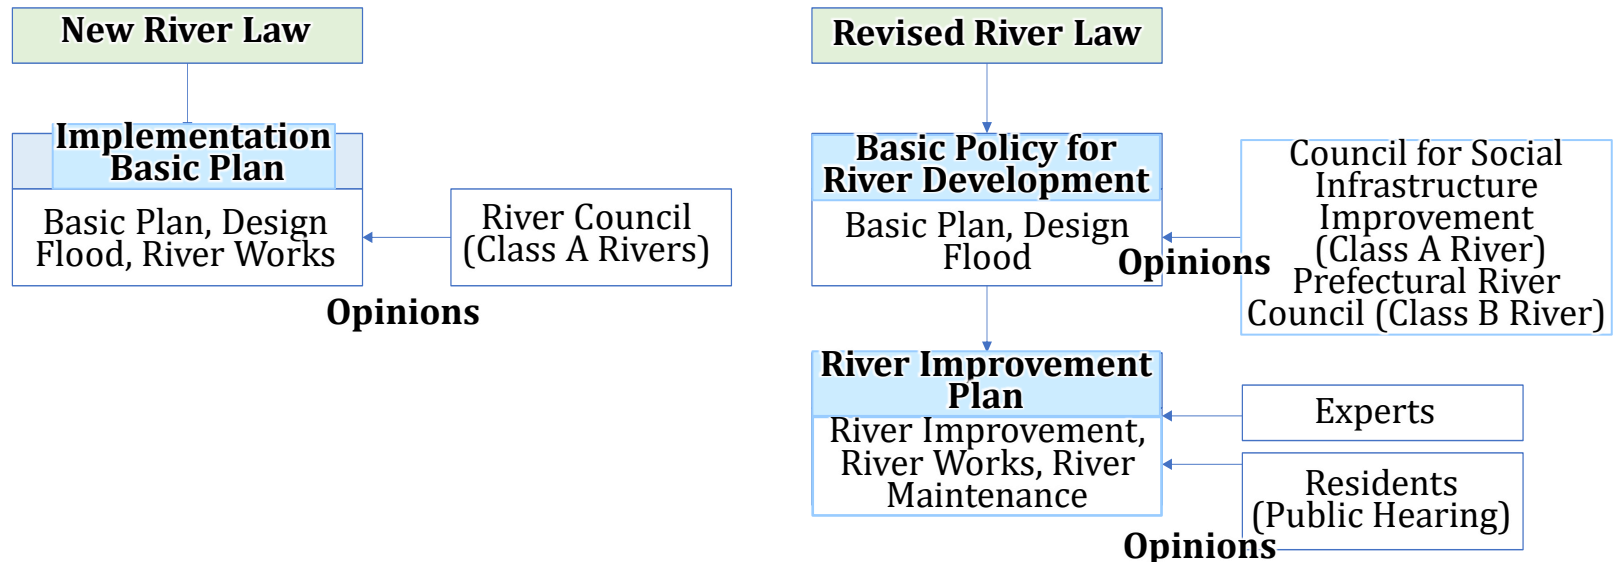 New River Law
Implementation
Basic Plan
Basic Plan, Design
Flood, River Works
River Council
(Class A Rivers)
Opinions
Revised River Law
Basic Policy for
River Development
Basic Plan, Design
Flood
Opinions
Council for Social
Infrastructure
Improvement
(Class A River)
Prefectural River
Council (Class B River)
River Improvement
Plan
River Improvement,
River Works, River
Maintenance
Experts
Residents
(Public Hearing)
Opinions